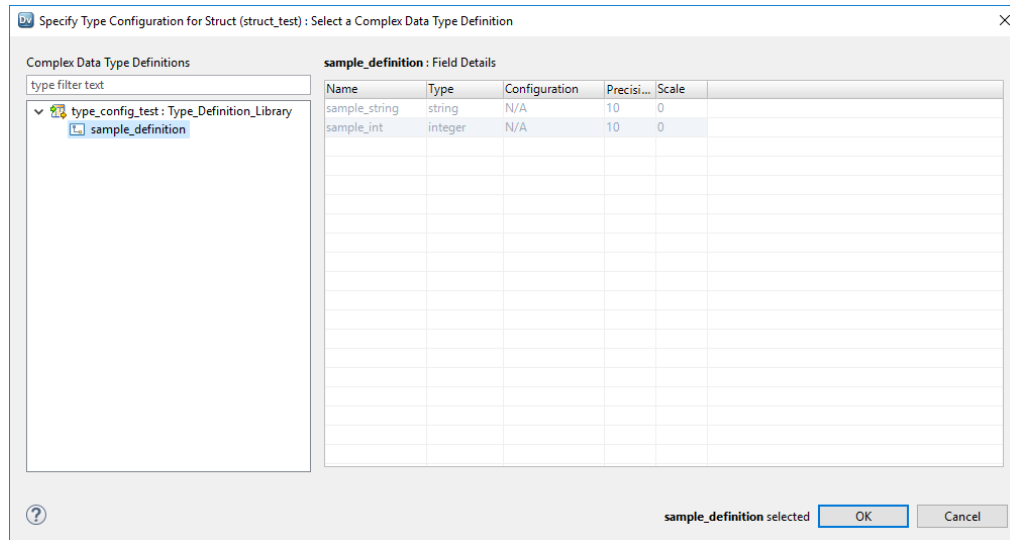 Dv Specify Type Configuration for Struct (struct_test) : Select a Complex Data Type Definition
Complex Data Type Definitions
type filter text
type_config_test : Type_Definition_Library
sample_definition
sample_definition : Field Details
Name Type Configuration Precisi... Scale
sample_string string N/A 10 0
sample_int integer N/A 10 0
?
sample_definition selected OK Cancel